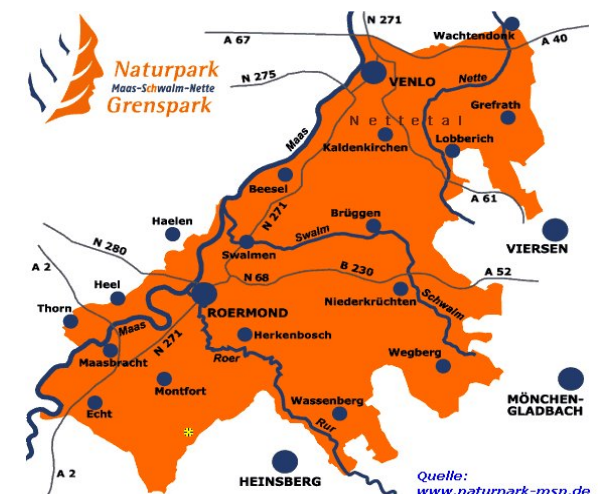 N 271
A 67
Wachtendonk
A 40
Naturpark
Maas-Schwalm-Nette
Grenspark
N 275
VENLO
Nette
Grefrath
Nettetal
Maas
Kaldenkirchen
Lobberich
Beesel
A 61
Haelen
N 271
Brüggen
Swalm
VIERSEN
N 280
Swalmen
A 2
N 68
B 230
A 52
Heel
Niederkrüchten
Schwalm
Thorn
ROERMOND
Maas
N 271
Herkenbosch
Roer
Wegberg
Maasbracht
Montfort
MÖNCHEN-
GLADBACH
Echt
Wassenberg
Rur
A 2
HEINSBERG
Quelle:
www.naturpark-msn.de